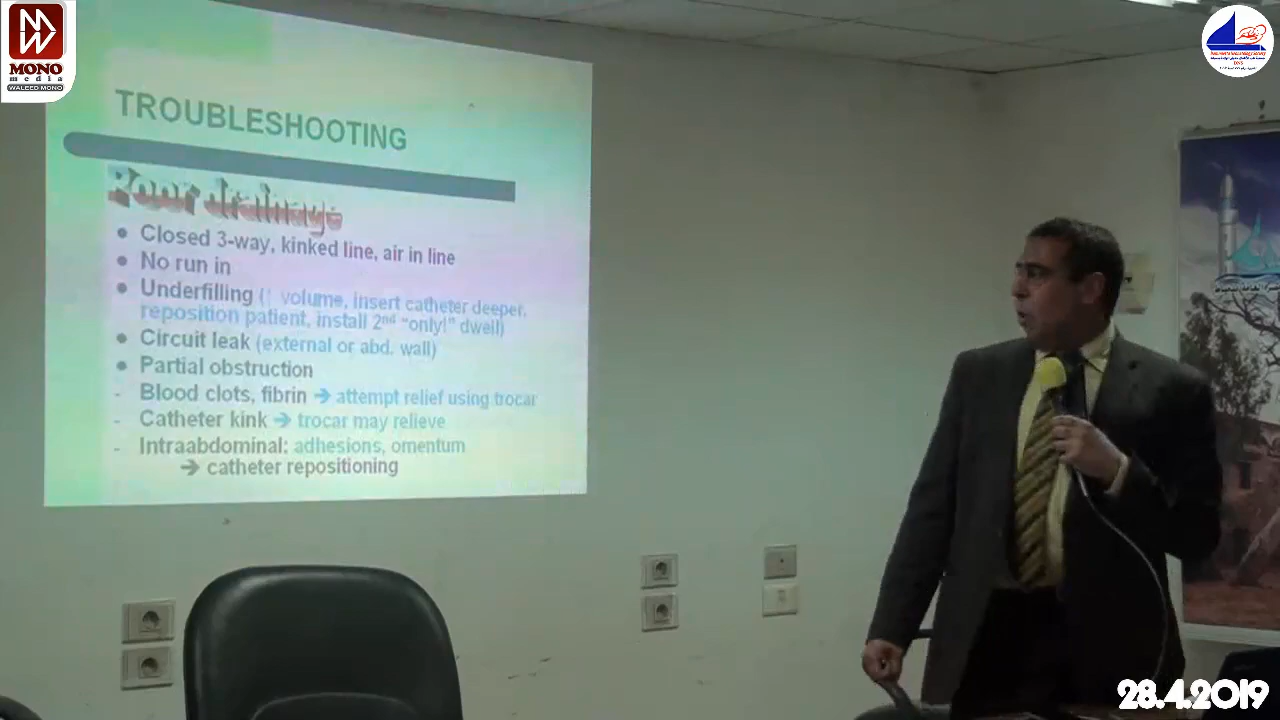 MONO
media
WALEED MONO
DNS
TROUBLESHOOTING
Poor drainage
• Closed 3-way, kinked line, air in line
• No run in
• Underfilling (↑ volume, insert catheter deeper,
reposition patient, install 2nd "only!" dwell)
• Circuit leak (external or abd. wall)
• Partial obstruction
- Blood clots, fibrin → attempt relief using trocar
- Catheter kink → trocar may relieve
- Intraabdominal: adhesions, omentum
→ catheter repositioning
28.4.2019